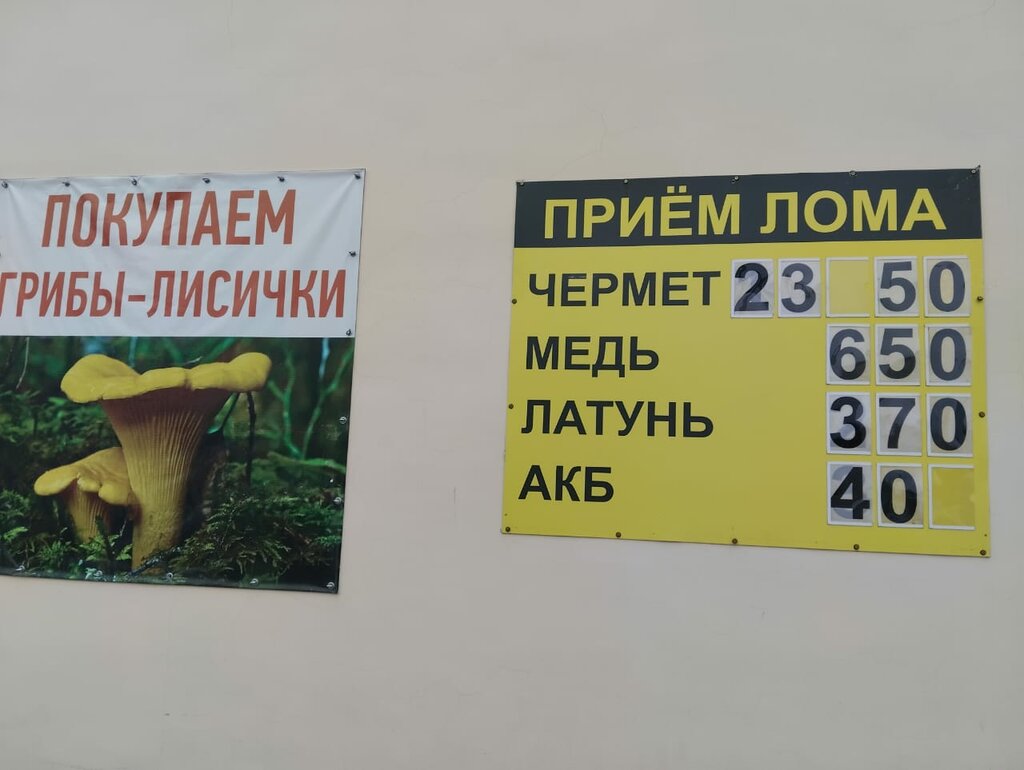 ПОКУПАЕМ
ГРИБЫ-ЛИСИЧКИ
ПРИЁМ ЛОМА
ЧЕРМЕТ 23 50
МЕДЬ 650
ЛАТУНЬ 370
АКБ 40